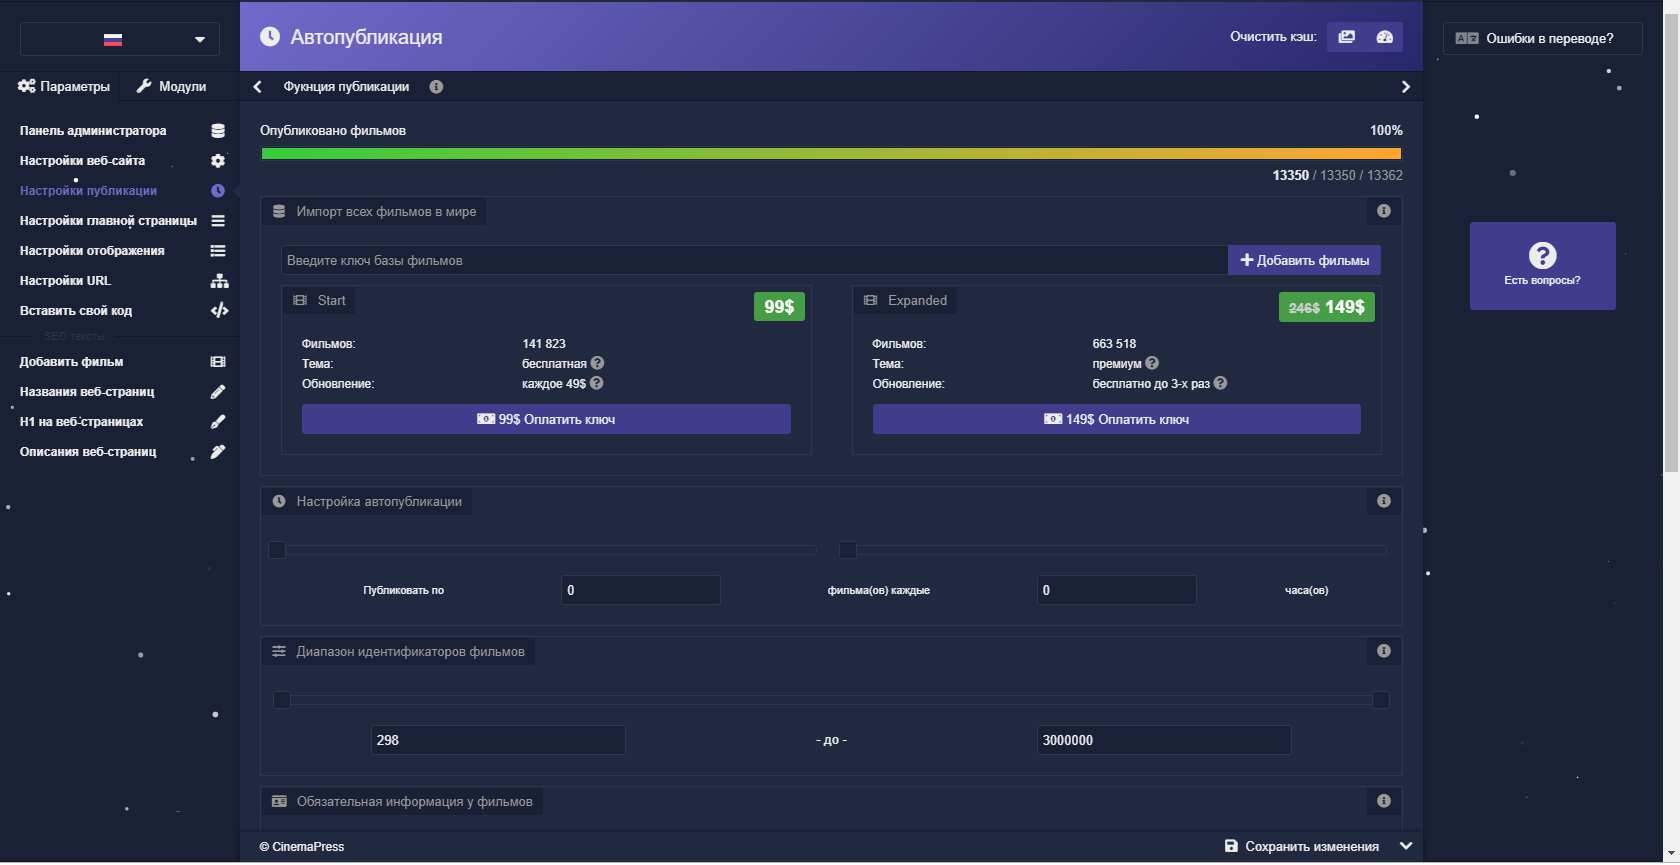 Автопубликация
Очистить кэш:
Ошибки в переводе?
Параметры
Модули
Фукнция публикации
Панель администратора
Настройки веб-сайта
Настройки публикации
Настройки главной страницы
Настройки отображения
Настройки URL
Вставить свой код
SEO тексты
Добавить фильм
Названия веб-страниц
H1 на веб-страницах
Описания веб-страниц
Опубликовано фильмов
100%
13350 / 13350 / 13362
Импорт всех фильмов в мире
Введите ключ базы фильмов
Добавить фильмы
Start
99$
Фильмов: 141 823
Тема: бесплатная
Обновление: каждое 49$
99$ Оплатить ключ
Expanded
246$ 149$
Фильмов: 663 518
Тема: премиум
Обновление: бесплатно до 3-х раз
149$ Оплатить ключ
Настройка автопубликации
Публиковать по 0 фильма(ов) каждые 0 часа(ов)
Диапазон идентификаторов фильмов
298 - до - 3000000
Обязательная информация у фильмов
© CinemaPress
Сохранить изменения
Есть вопросы?